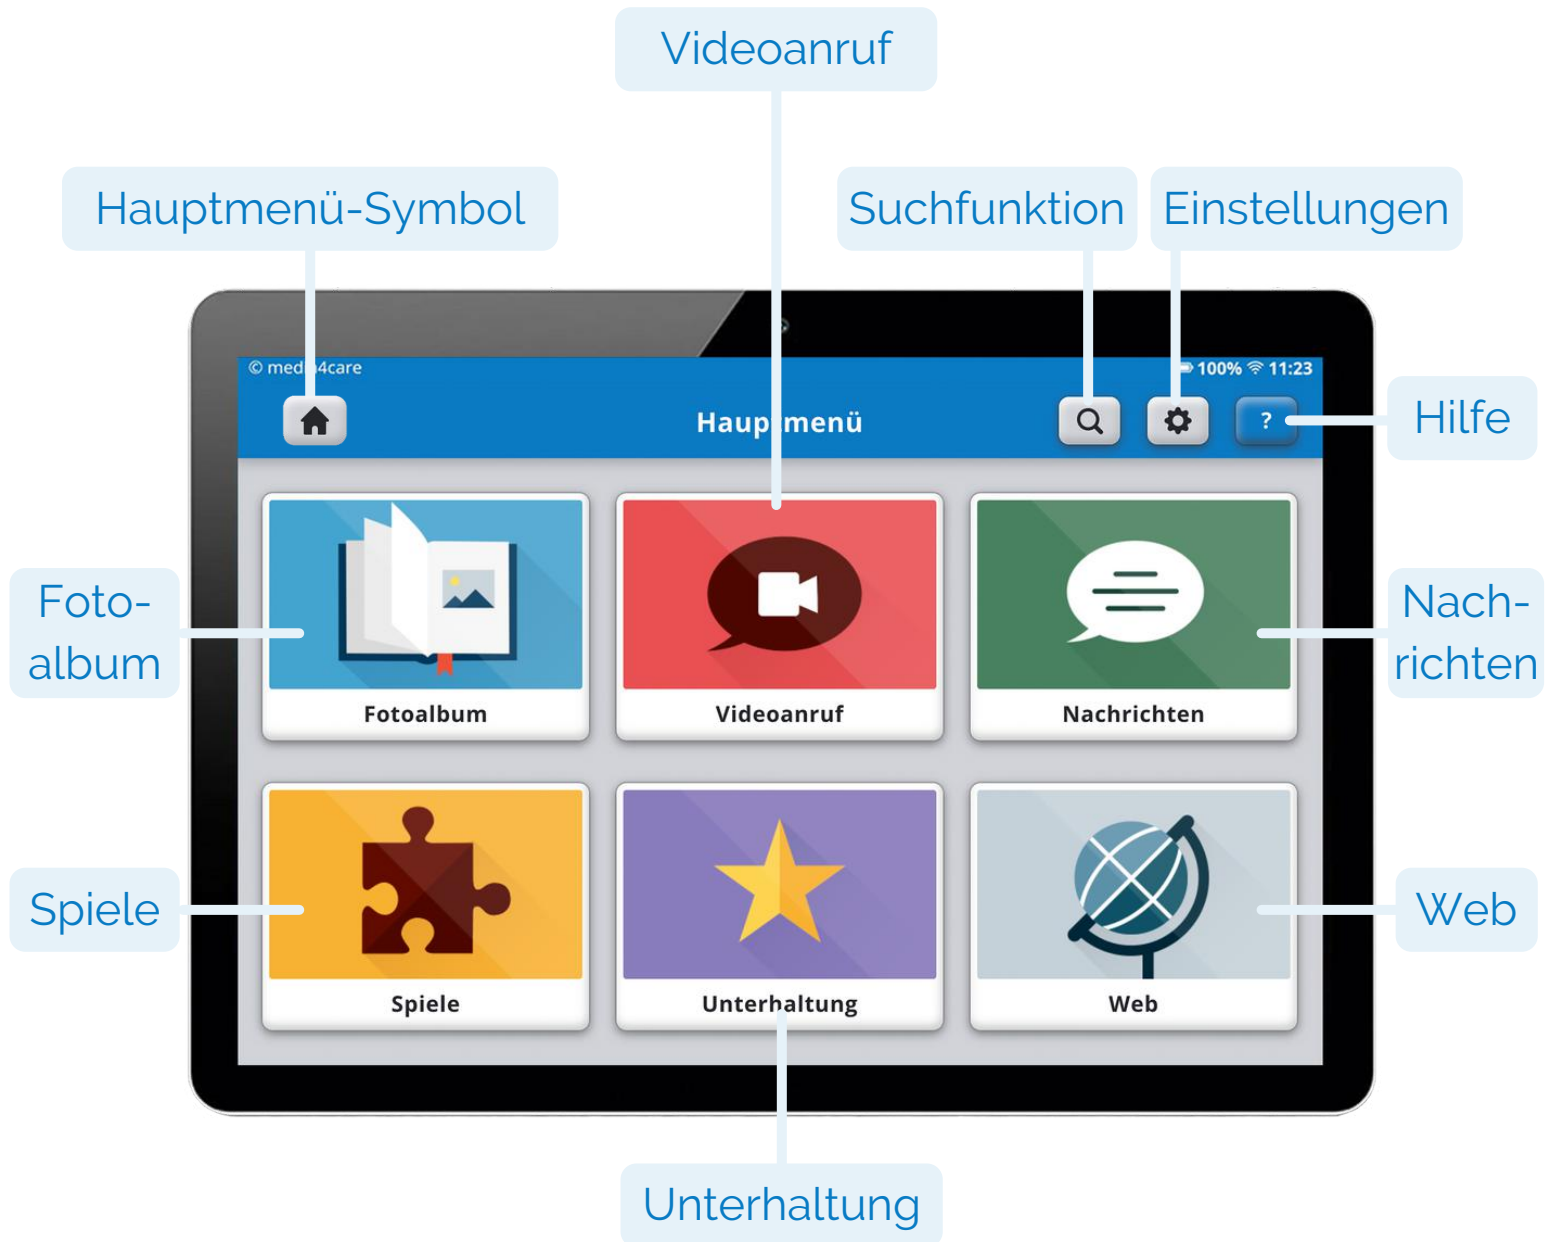 Videoanruf
Hauptmenü-Symbol
Suchfunktion
Einstellungen
© media4care
100% 11:23
Hauptmenü
?
Hilfe
Foto-
album
Nach-
richten
Fotoalbum
Videoanruf
Nachrichten
Spiele
Web
Spiele
Unterhaltung
Web
Unterhaltung